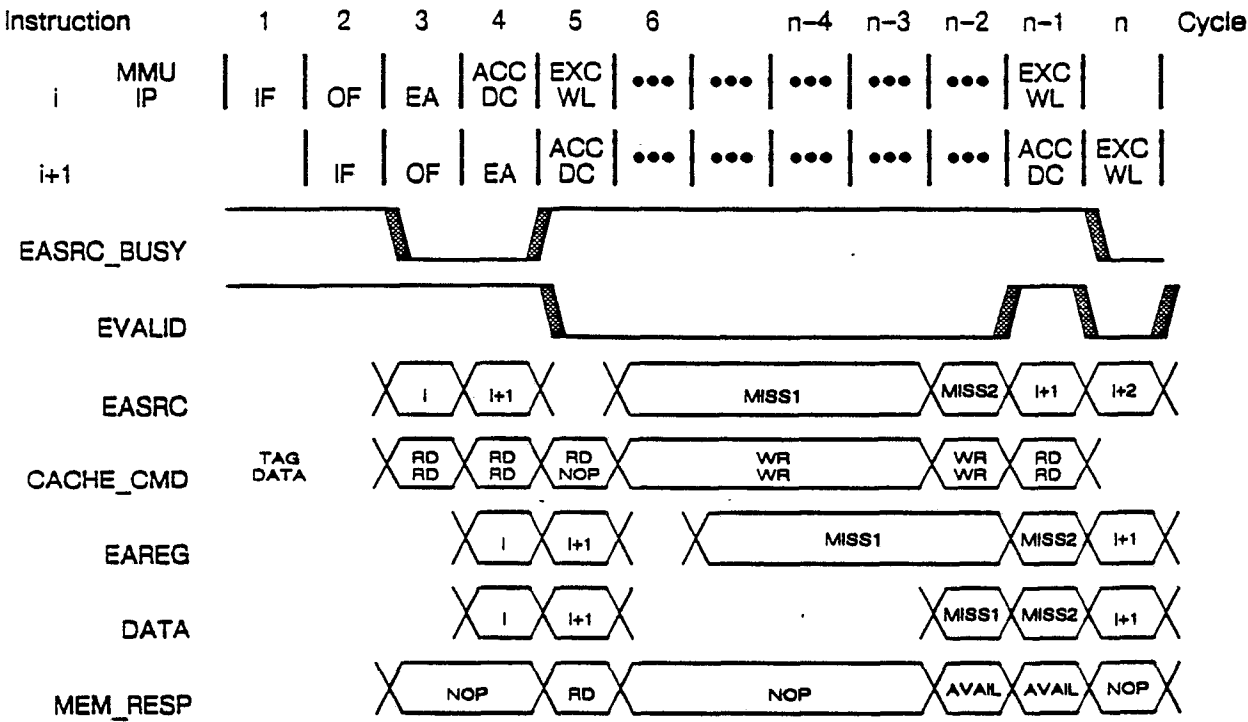 Instruction 1 2 3 4 5 6 n-4 n-3 n-2 n-1 n Cycle
MMU ACC EXC ••• ••• ••• ••• ••• EXC
i IP IF OF EA DC WL WL
ACC ••• ••• ••• ••• ••• ACC EXC
i+1 IF OF EA DC DC WL
EASRC_BUSY
EVALID
EASRC I I+1 MISS1 MISS2 I+1 I+2
TAG RD RD RD WR WR RD
CACHE_CMD DATA RD RD NOP WR WR RD
EAREG I I+1 MISS1 MISS2 I+1
DATA I I+1 MISS1 MISS2 I+1
MEM_RESP NOP RD NOP AVAIL AVAIL NOP